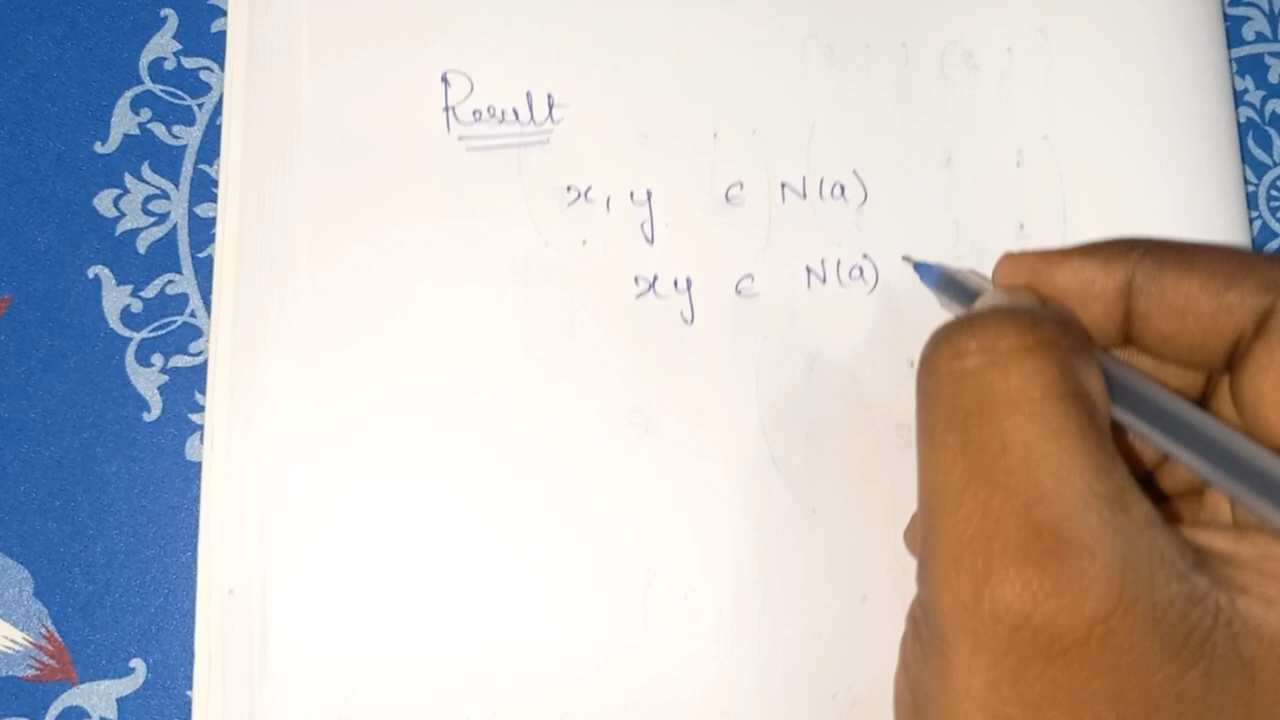 Result
x, y ∈ N(a)
xy ∈ N(a)